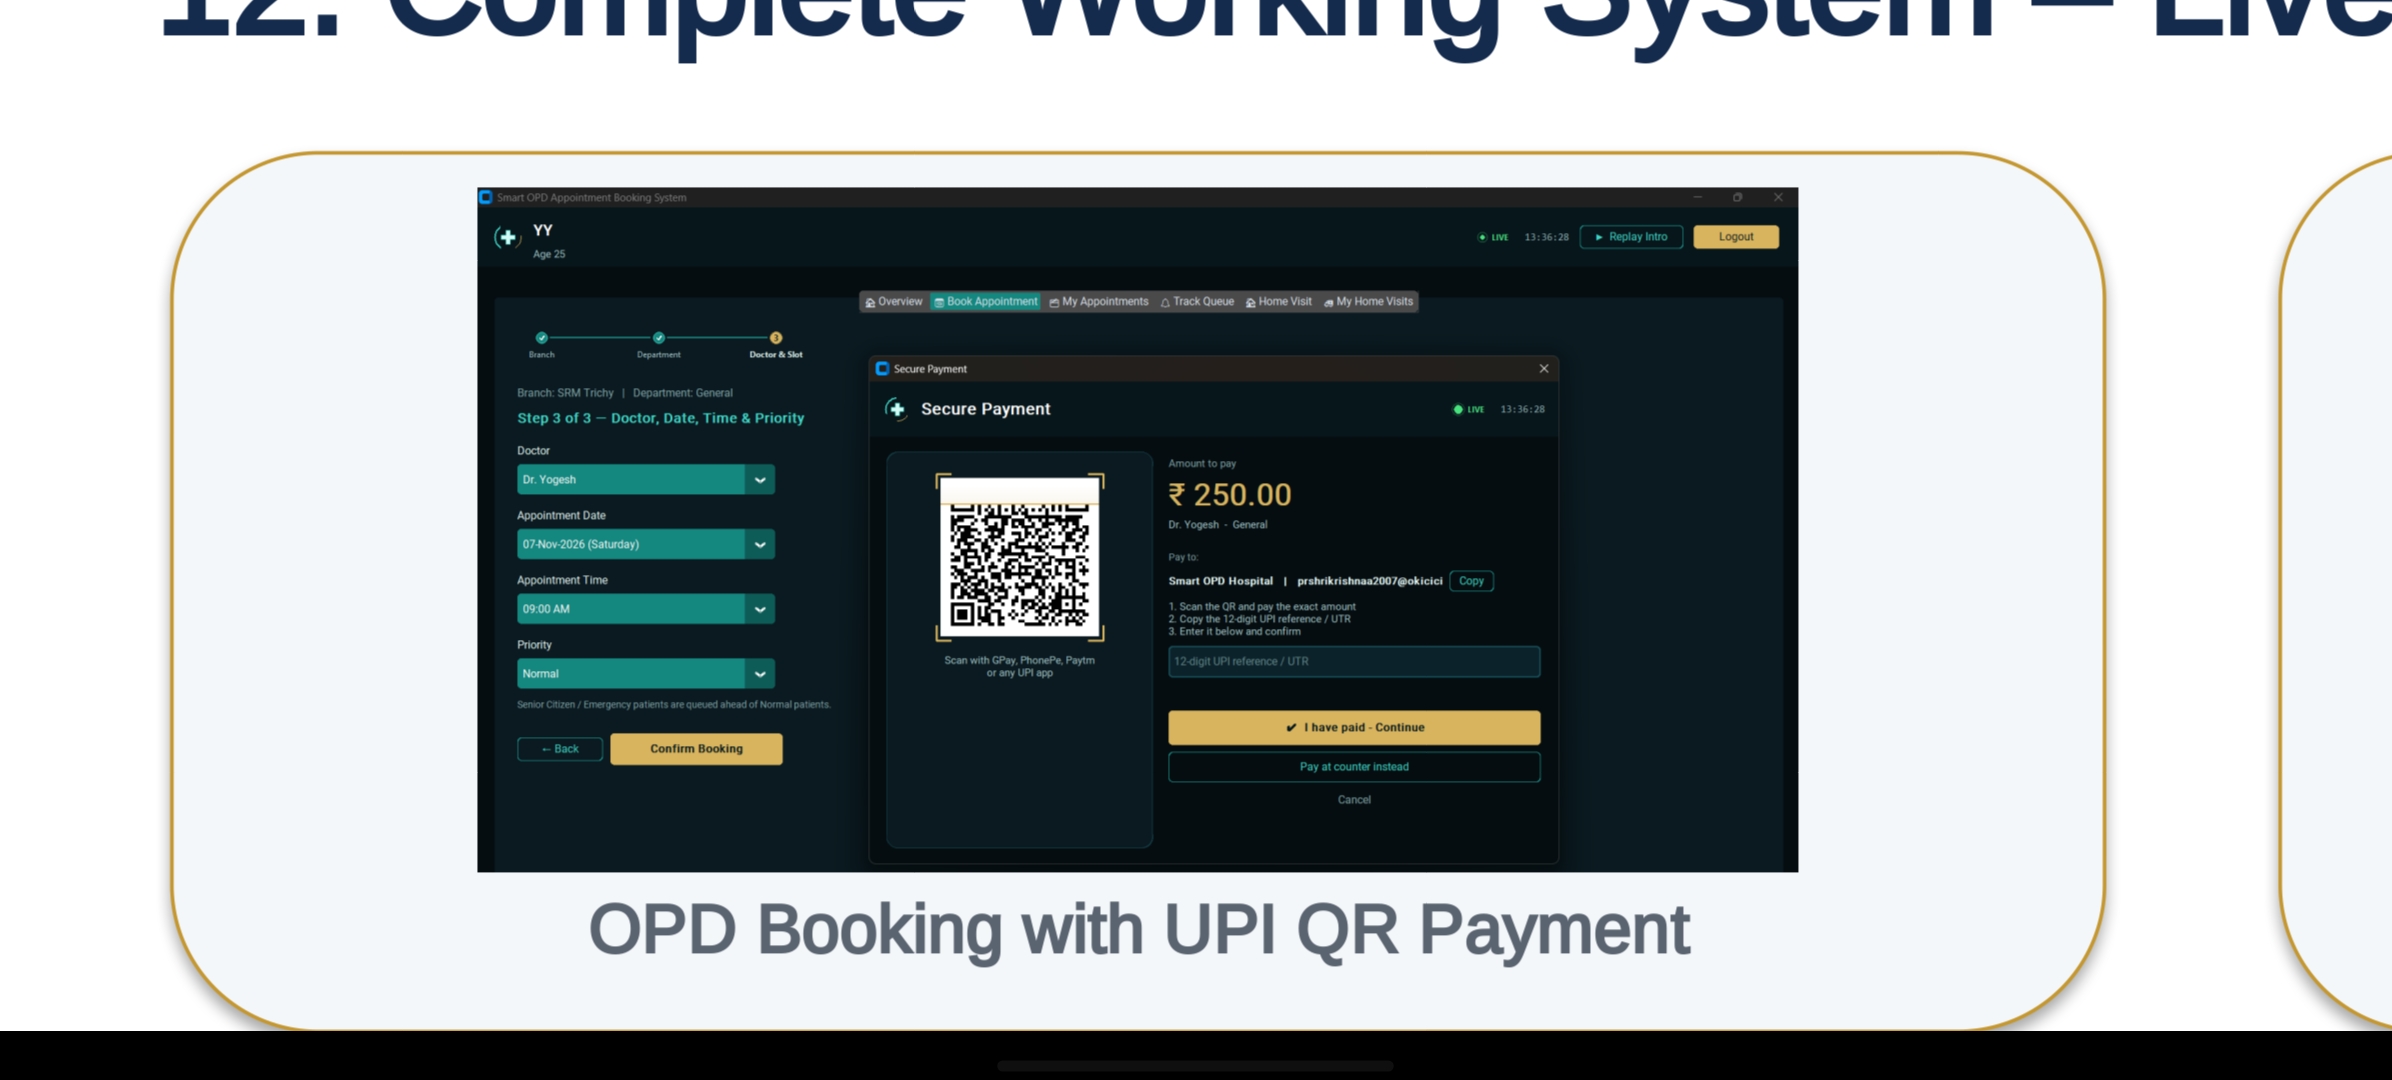 12. Complete Working System – Live
Smart OPD Appointment Booking System
YY
Age 25
LIVE 13:36:28 ► Replay Intro Logout
Overview Book Appointment My Appointments Track Queue Home Visit My Home Visits
3
Branch Department Doctor & Slot
Branch: SRM Trichy | Department: General
Step 3 of 3 — Doctor, Date, Time & Priority
Doctor
Dr. Yogesh
Appointment Date
07-Nov-2026 (Saturday)
Appointment Time
09:00 AM
Priority
Normal
Senior Citizen / Emergency patients are queued ahead of Normal patients.
← Back Confirm Booking
Secure Payment
Secure Payment
LIVE 13:36:28
Scan with GPay, PhonePe, Paytm
or any UPI app
Amount to pay
₹ 250.00
Dr. Yogesh - General
Pay to:
Smart OPD Hospital | prshrikrishnaa2007@okicici Copy
1. Scan the QR and pay the exact amount
2. Copy the 12-digit UPI reference / UTR
3. Enter it below and confirm
12-digit UPI reference / UTR
✔ I have paid - Continue
Pay at counter instead
Cancel
OPD Booking with UPI QR Payment